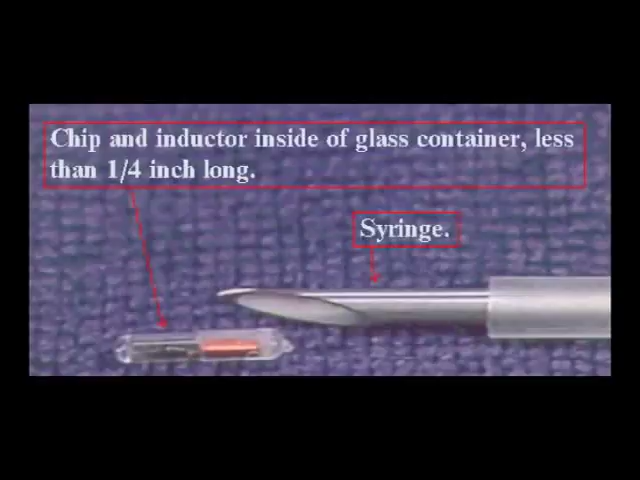 Chip and inductor inside of glass container, less
than 1/4 inch long.
Syringe.